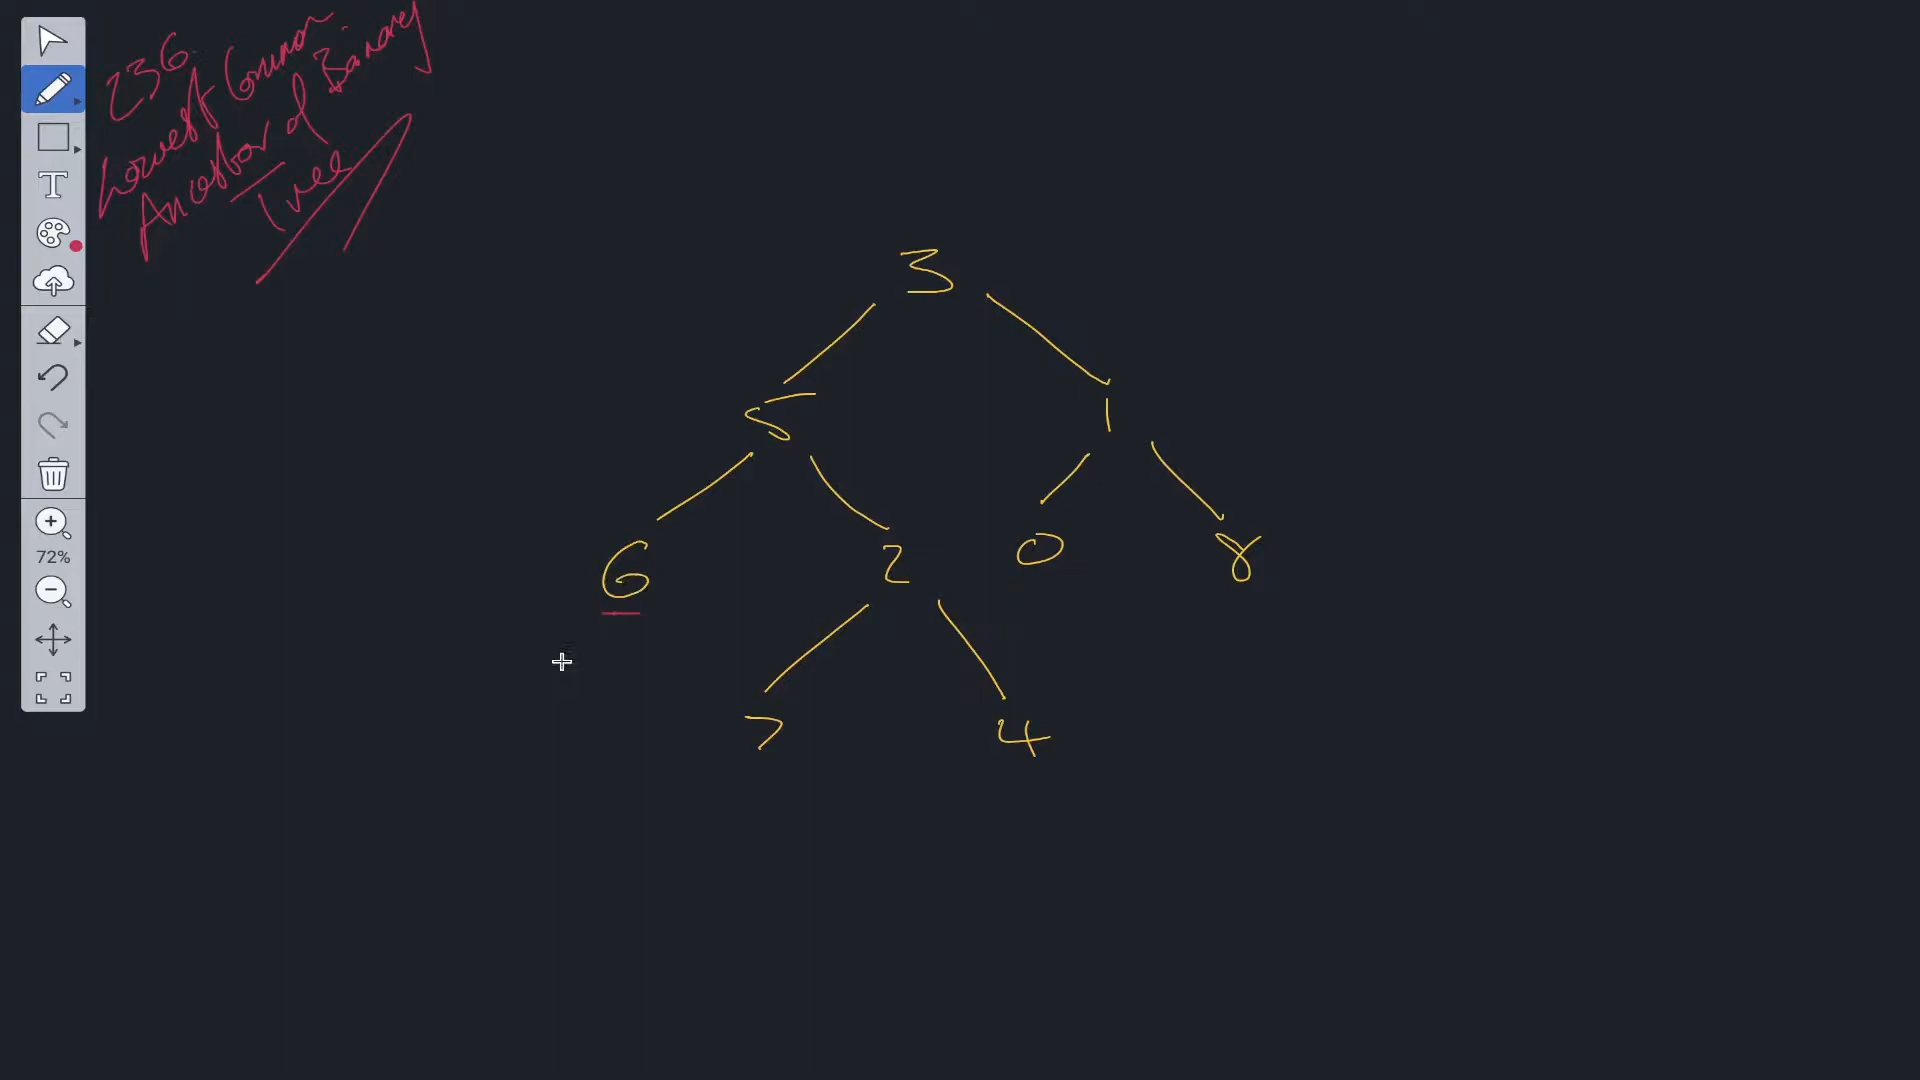 236.
Lowest Common
Ancestor of Binary
Tree
3
5 1
6 2 0 8
7 4
T
72%